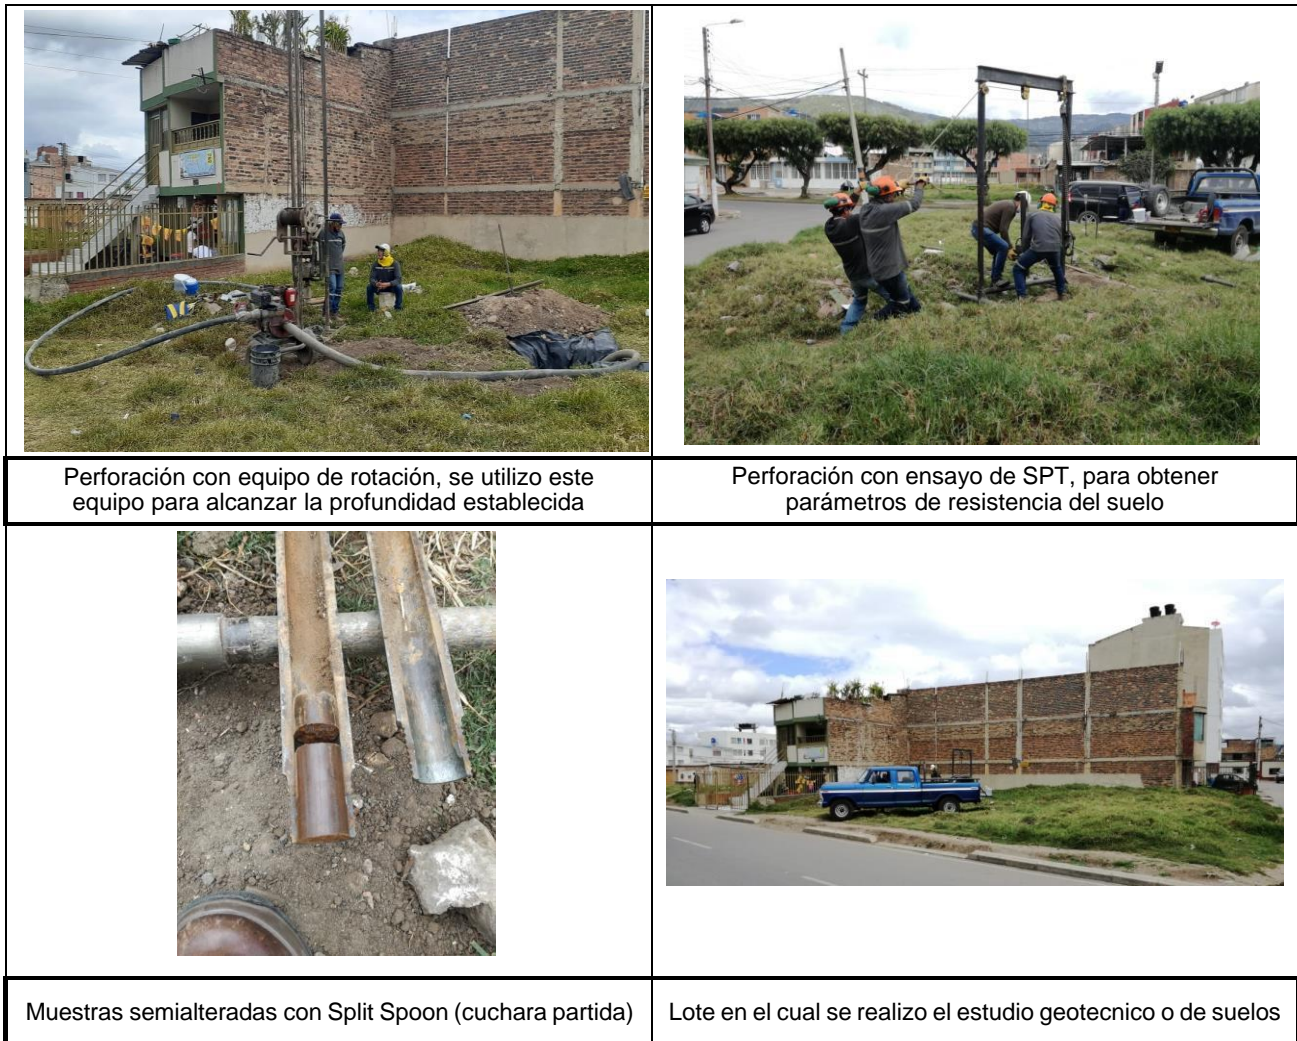 Perforación con equipo de rotación, se utilizo este
equipo para alcanzar la profundidad establecida
Perforación con ensayo de SPT, para obtener
parámetros de resistencia del suelo
Muestras semialteradas con Split Spoon (cuchara partida)
Lote en el cual se realizo el estudio geotecnico o de suelos